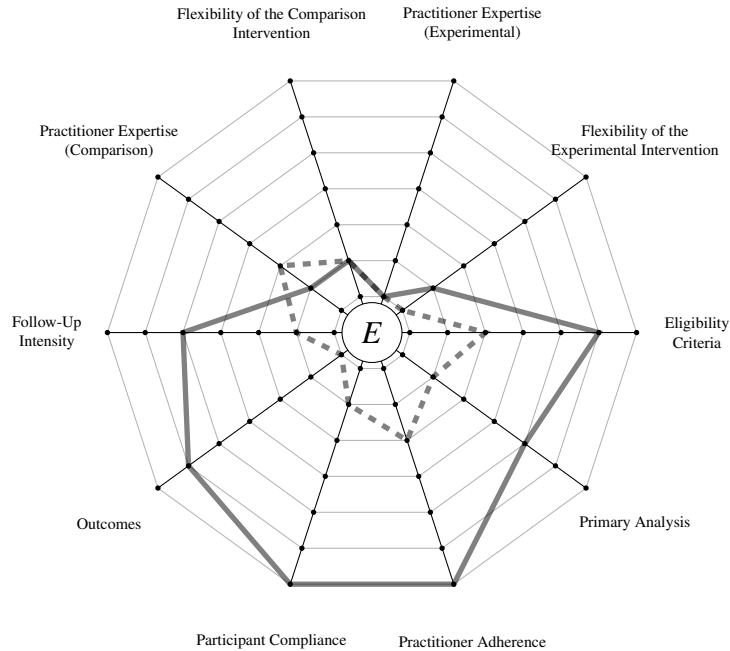 Flexibility of the Comparison
Intervention
Practitioner Expertise
(Experimental)
Practitioner Expertise
(Comparison)
Flexibility of the
Experimental Intervention
Follow-Up
Intensity
E
Eligibility
Criteria
Outcomes
Primary Analysis
Participant Compliance
Practitioner Adherence